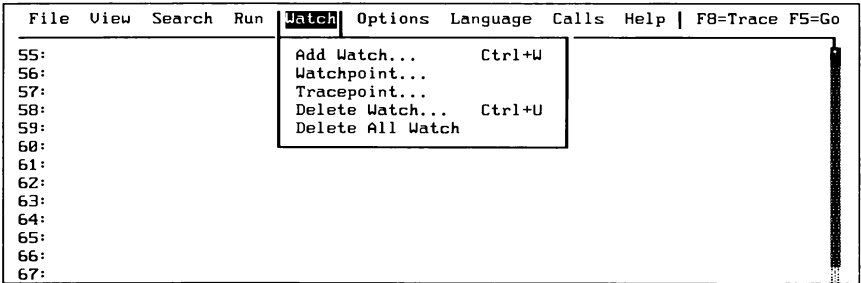 File View Search Run Watch Options Language Calls Help | F8=Trace F5=Go
55:
Add Watch... Ctrl+W
56:
Watchpoint...
57:
Tracepoint...
58:
Delete Watch... Ctrl+U
59:
Delete All Watch
60:
61:
62:
63:
64:
65:
66:
67: